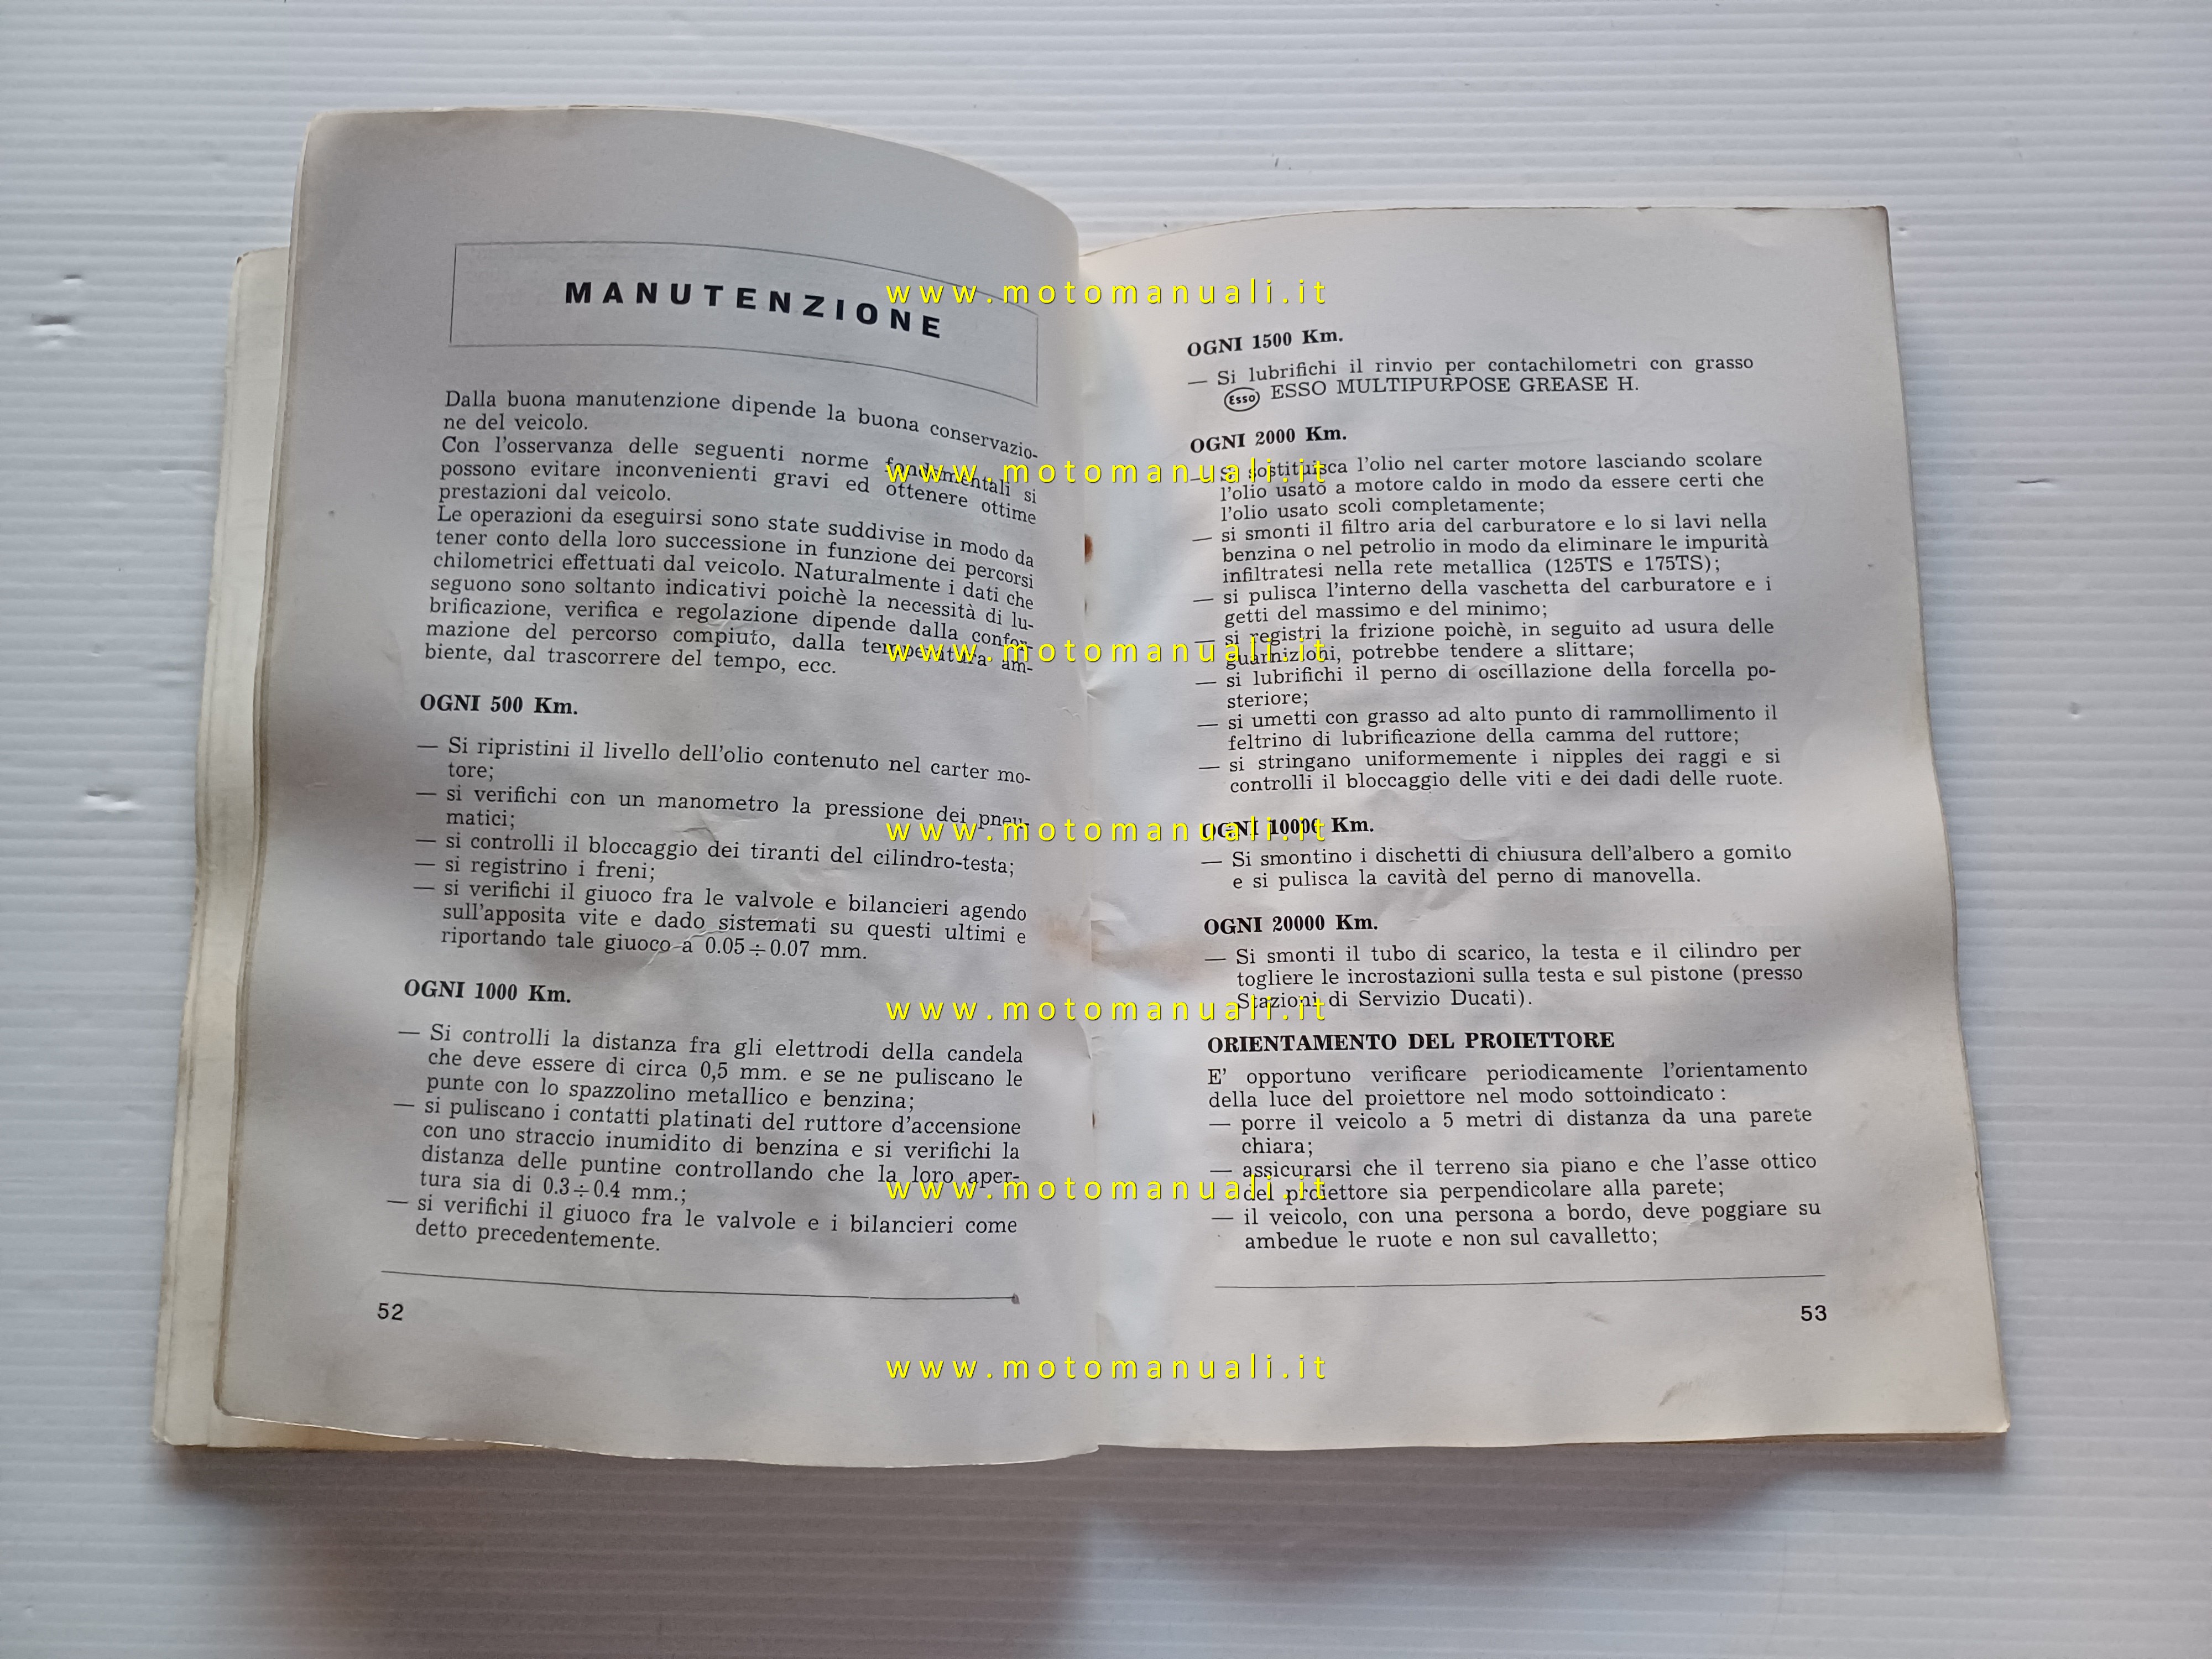 MANUTENZIONE
Dalla buona manutenzione dipende la buona conservazio-
ne del veicolo.
Con l'osservanza delle seguenti norme fondamentali si
possono evitare inconvenienti gravi ed ottenere ottime
prestazioni dal veicolo.
Le operazioni da eseguirsi sono state suddivise in modo da
tener conto della loro successione in funzione dei percorsi
chilometrici effettuati dal veicolo. Naturalmente i dati che
seguono sono soltanto indicativi poichè la necessità di lu-
brificazione, verifica e regolazione dipende dalla confor-
mazione del percorso compiuto, dalla temperatura am-
biente, dal trascorrere del tempo, ecc.
OGNI 500 Km.
— Si ripristini il livello dell'olio contenuto nel carter mo-
tore;
— si verifichi con un manometro la pressione dei pneu-
matici;
— si controlli il bloccaggio dei tiranti del cilindro-testa;
— si registrino i freni;
— si verifichi il giuoco fra le valvole e bilancieri agendo
sull'apposita vite e dado sistemati su questi ultimi e
riportando tale giuoco a 0.05÷0.07 mm.
OGNI 1000 Km.
— Si controlli la distanza fra gli elettrodi della candela
che deve essere di circa 0,5 mm. e se ne puliscano le
punte con lo spazzolino metallico e benzina;
— si puliscano i contatti platinati del ruttore d'accensione
con uno straccio inumidito di benzina e si verifichi la
distanza delle puntine controllando che la loro aper-
tura sia di 0.3÷0.4 mm.;
— si verifichi il giuoco fra le valvole e i bilancieri come
detto precedentemente.
52
OGNI 1500 Km.
— Si lubrifichi il rinvio per contachilometri con grasso
Esso ESSO MULTIPURPOSE GREASE H.
OGNI 2000 Km.
— Si sostituisca l'olio nel carter motore lasciando scolare
l'olio usato a motore caldo in modo da essere certi che
l'olio usato scoli completamente;
— si smonti il filtro aria del carburatore e lo si lavi nella
benzina o nel petrolio in modo da eliminare le impurità
infiltratesi nella rete metallica (125TS e 175TS);
— si pulisca l'interno della vaschetta del carburatore e i
getti del massimo e del minimo;
— si registri la frizione poichè, in seguito ad usura delle
guarnizioni, potrebbe tendere a slittare;
— si lubrifichi il perno di oscillazione della forcella po-
steriore;
— si umetti con grasso ad alto punto di rammollimento il
feltrino di lubrificazione della camma del ruttore;
— si stringano uniformemente i nipples dei raggi e si
controlli il bloccaggio delle viti e dei dadi delle ruote.
OGNI 10000 Km.
— Si smontino i dischetti di chiusura dell'albero a gomito
e si pulisca la cavità del perno di manovella.
OGNI 20000 Km.
— Si smonti il tubo di scarico, la testa e il cilindro per
togliere le incrostazioni sulla testa e sul pistone (presso
Stazioni di Servizio Ducati).
ORIENTAMENTO DEL PROIETTORE
E' opportuno verificare periodicamente l'orientamento
della luce del proiettore nel modo sottoindicato :
— porre il veicolo a 5 metri di distanza da una parete
chiara;
— assicurarsi che il terreno sia piano e che l'asse ottico
del proiettore sia perpendicolare alla parete;
— il veicolo, con una persona a bordo, deve poggiare su
ambedue le ruote e non sul cavalletto;
53
www.motomanuali.it
www.motomanuali.it
www.motomanuali.it
www.motomanuali.it
www.motomanuali.it
www.motomanuali.it
www.motomanuali.it